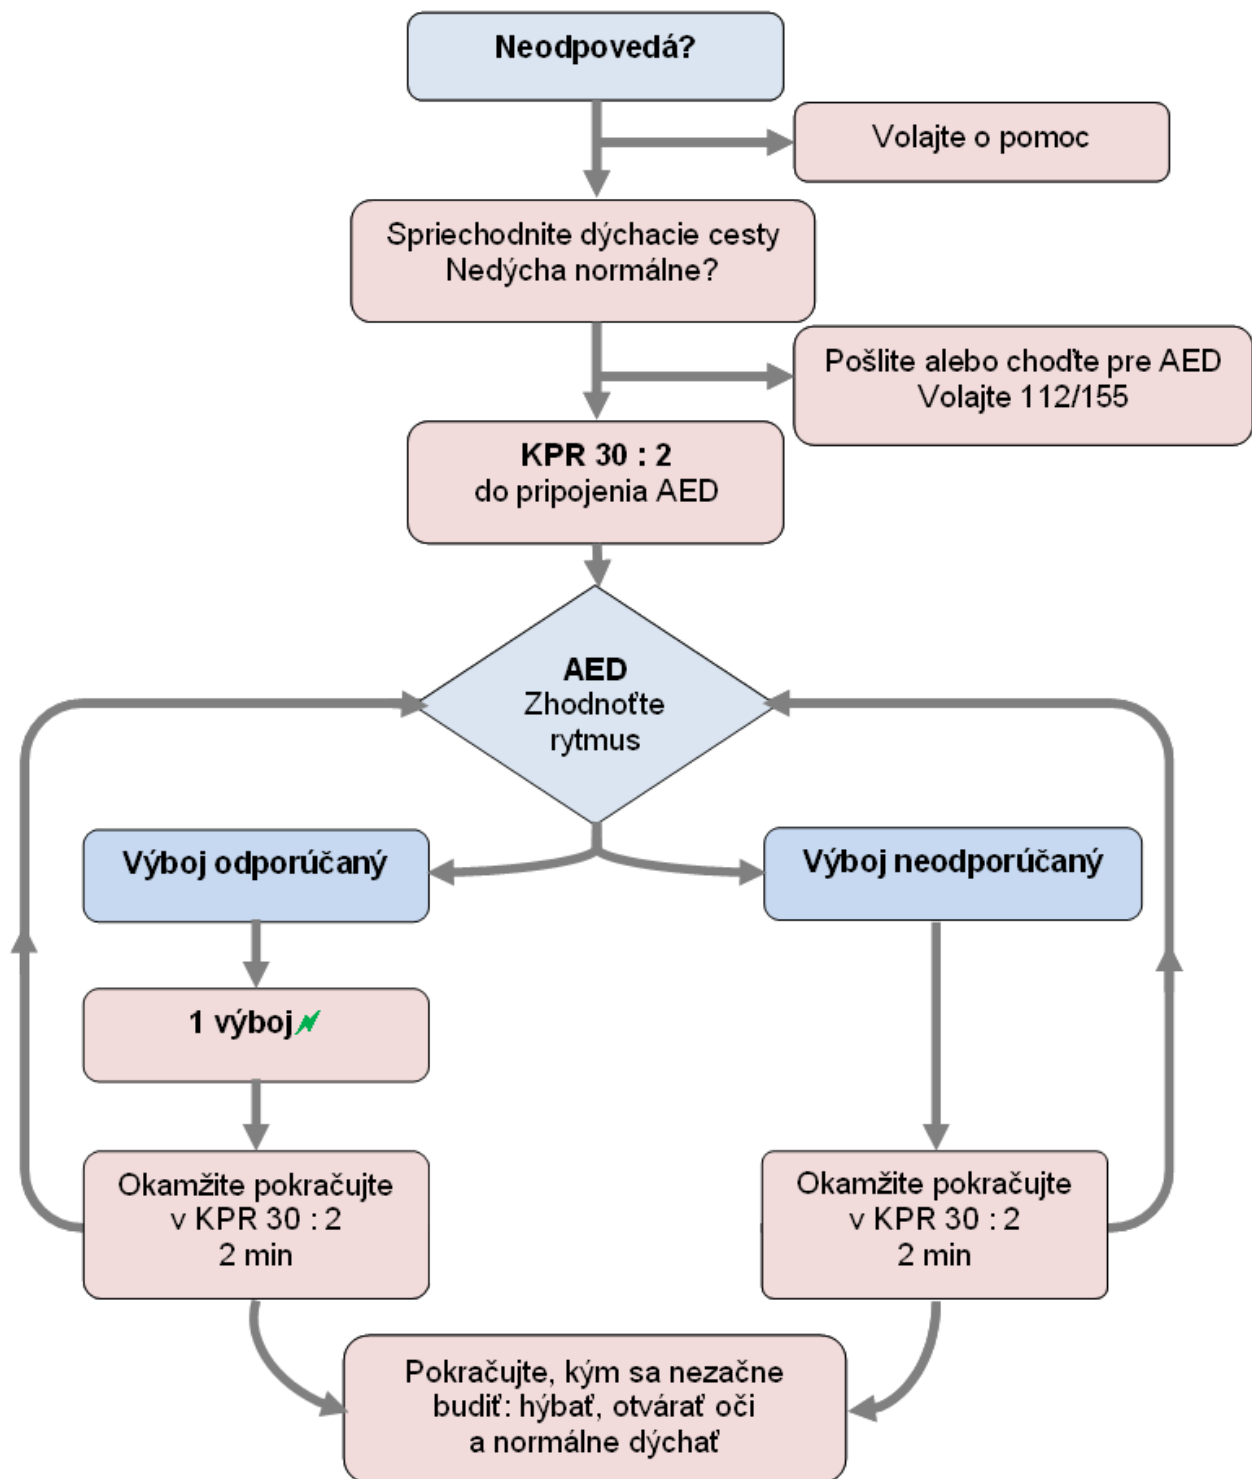 Neodpovedá?
Volajte o pomoc
Spriechodnite dýchacie cesty
Nedýcha normálne?
Pošlite alebo choďte pre AED
Volajte 112/155
KPR 30 : 2
do pripojenia AED
AED
Zhodnoťte
rytmus
Výboj odporúčaný
Výboj neodporúčaný
1 výboj
Okamžite pokračujte
v KPR 30 : 2
2 min
Okamžite pokračujte
v KPR 30 : 2
2 min
Pokračujte, kým sa nezačne
budiť: hýbať, otvárať oči
a normálne dýchať